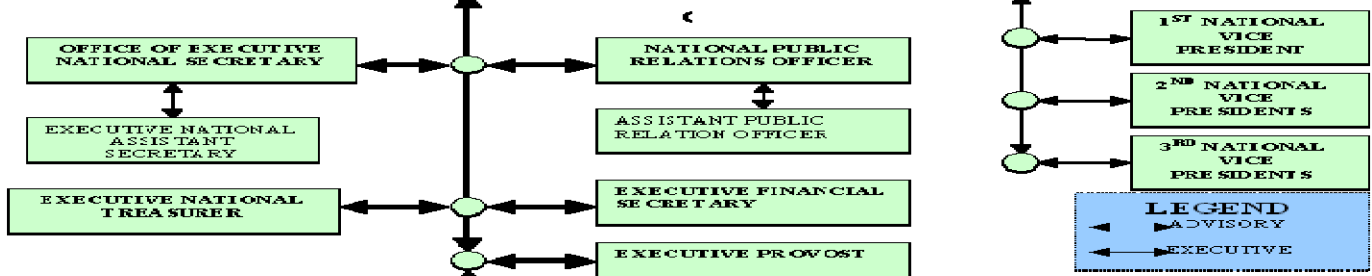 OFFICE OF EXECUTIVE
NATIONAL SECRETARY
EXECUTIVE NATIONAL
ASSISTANT
SECRETARY
EXECUTIVE NATIONAL
TREASURER
NATIONAL PUBLIC
RELATIONS OFFICER
ASSISTANT PUBLIC
RELATION OFFICER
EXECUTIVE FINANCIAL
SECRETARY
EXECUTIVE PROVOST
1ST NATIONAL
VICE
PRESIDENT
2ND NATIONAL
VICE
PRESIDENTS
3RD NATIONAL
VICE
PRESIDENTS
LEGEND
ADVISORY
EXECUTIVE